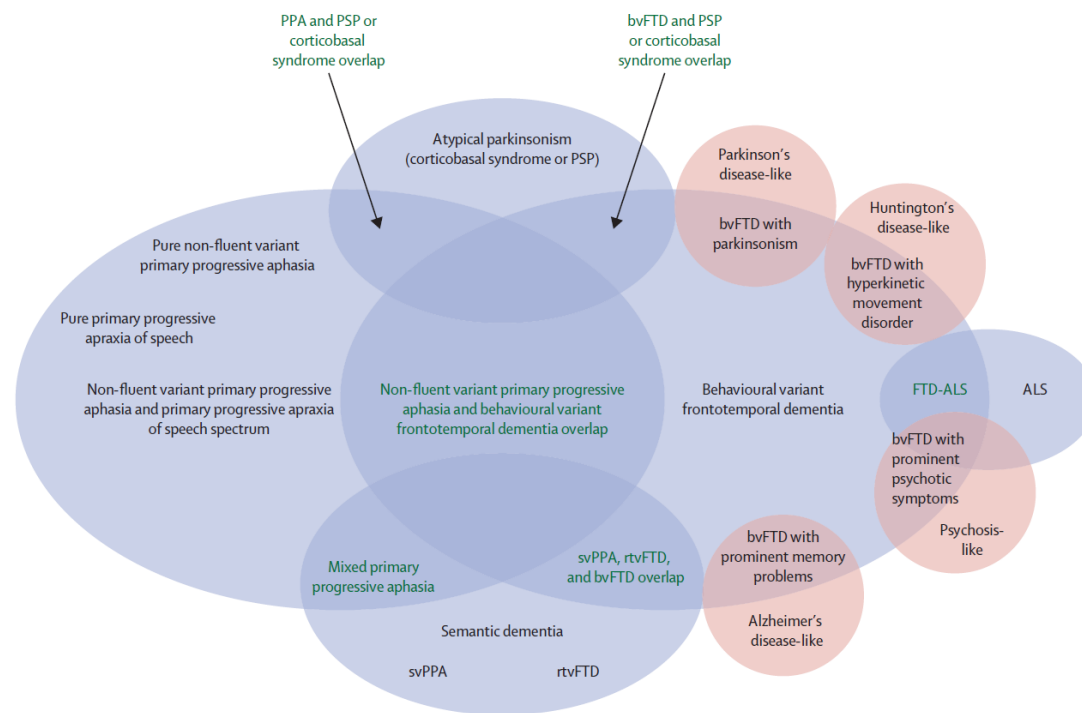 PPA and PSP or
corticobasal
syndrome overlap
bvFTD and PSP
or corticobasal
syndrome overlap
Atypical parkinsonism
(corticobasal syndrome or PSP)
Parkinson's
disease-like
bvFTD with
parkinsonism
Huntington's
disease-like
bvFTD with
hyperkinetic
movement
disorder
Pure non-fluent variant
primary progressive aphasia
Pure primary progressive
apraxia of speech
Non-fluent variant primary progressive
aphasia and primary progressive apraxia
of speech spectrum
Non-fluent variant primary progressive
aphasia and behavioural variant
frontotemporal dementia overlap
Behavioural variant
frontotemporal dementia
FTD-ALS
ALS
bvFTD with
prominent
psychotic
symptoms
Psychosis-
like
Mixed primary
progressive aphasia
svPPA, rtvFTD,
and bvFTD overlap
bvFTD with
prominent memory
problems
Alzheimer's
disease-like
Semantic dementia
svPPA
rtvFTD